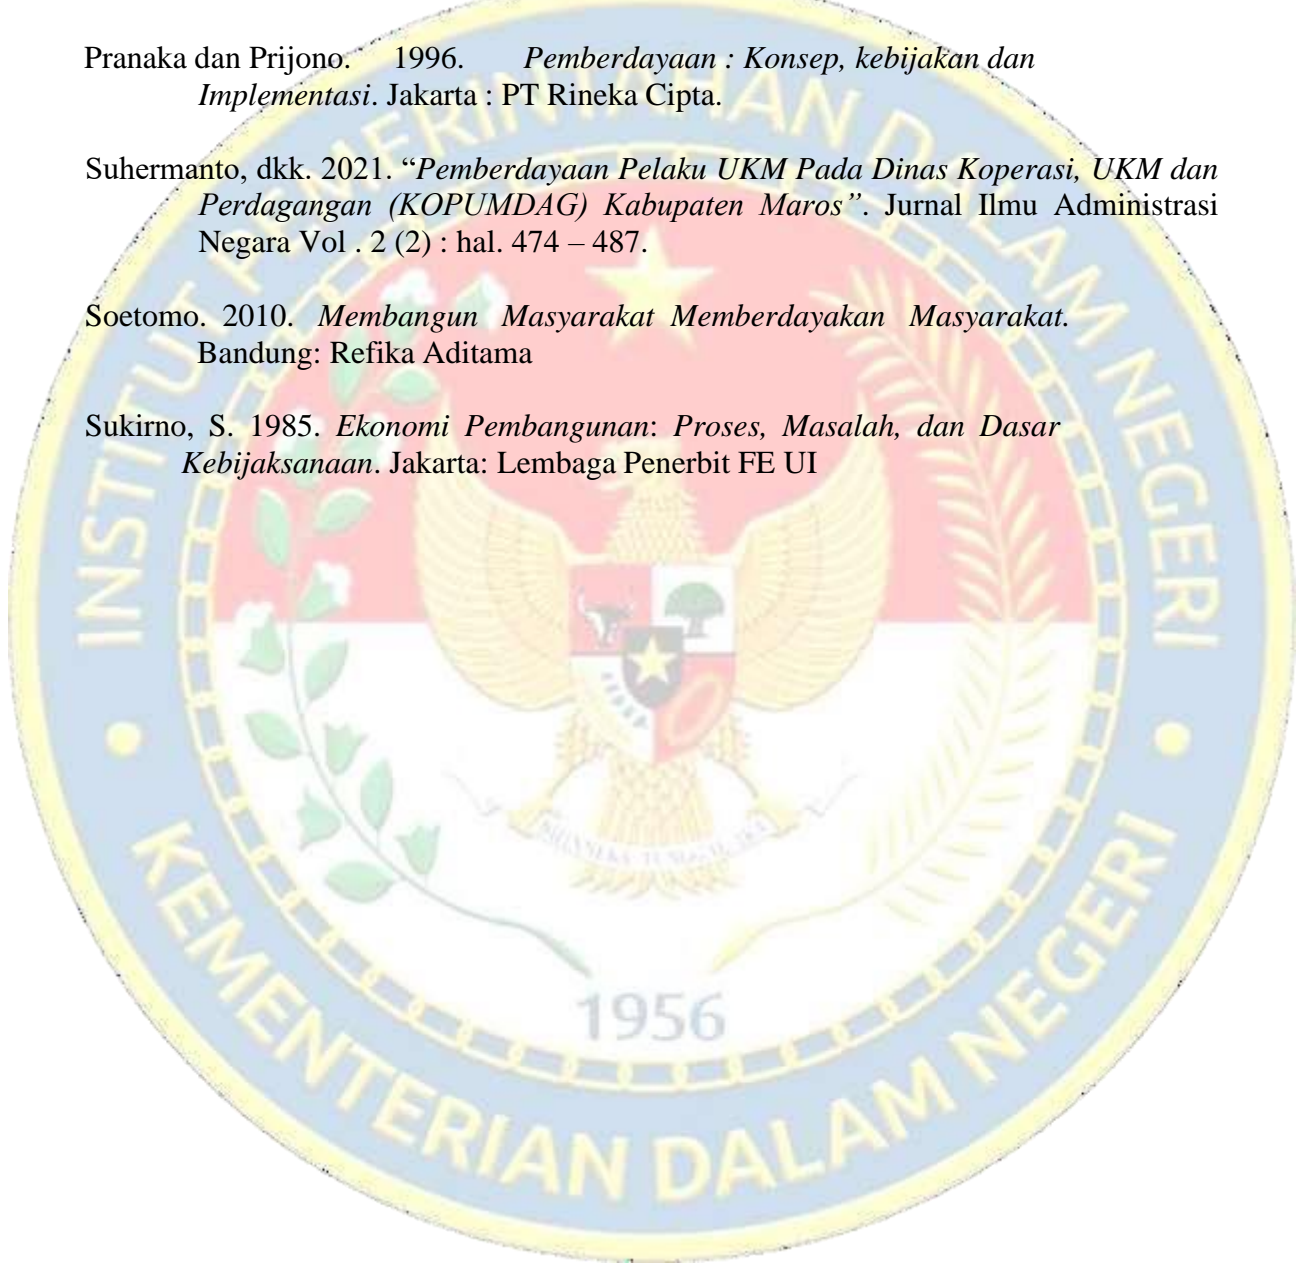 Pranaka dan Prijono. 1996. Pemberdayaan : Konsep, kebijakan dan
Implementasi. Jakarta : PT Rineka Cipta.
Suhermanto, dkk. 2021. “Pemberdayaan Pelaku UKM Pada Dinas Koperasi, UKM dan
Perdagangan (KOPUMDAG) Kabupaten Maros”. Jurnal Ilmu Administrasi
Negara Vol . 2 (2) : hal. 474 – 487.
Soetomo. 2010. Membangun Masyarakat Memberdayakan Masyarakat.
Bandung: Refika Aditama
Sukirno, S. 1985. Ekonomi Pembangunan: Proses, Masalah, dan Dasar
Kebijaksanaan. Jakarta: Lembaga Penerbit FE UI
INSTITUT PEMERINTAHAN DALAM NEGERI
BHINNEKA TUNGGAL IKA
1956
KEMENTERIAN DALAM NEGERI